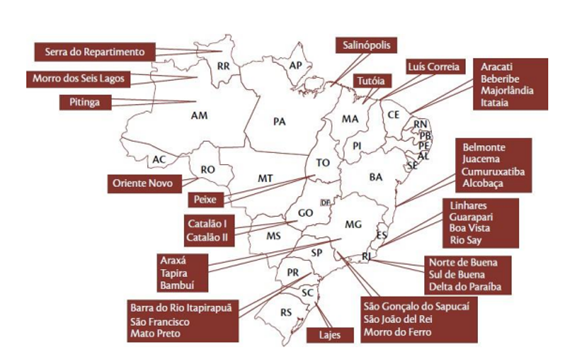 Serra do Repartimento
Salinópolis
RR
AP
Luís Correia
Aracati
Beberibe
Majorlândia
Itataia
Morro dos Seis Lagos
Tutóia
Pitinga
AM
PA
MA
CE
RN
PB
PE
AL
SE
PI
AC
RO
TO
BA
MT
Belmonte
Juacema
Cumuruxatiba
Alcobaça
Oriente Novo
Peixe
DF
GO
MG
Catalão I
Catalão II
MS
ES
Linhares
Guarapari
Boa Vista
Rio Say
SP
RJ
Araxá
Tapira
Bambuí
Norte de Buena
Sul de Buena
Delta do Paraíba
PR
SC
RS
Barra do Rio Itapirapuã
São Francisco
Mato Preto
Lajes
São Gonçalo do Sapucaí
São João del Rei
Morro do Ferro